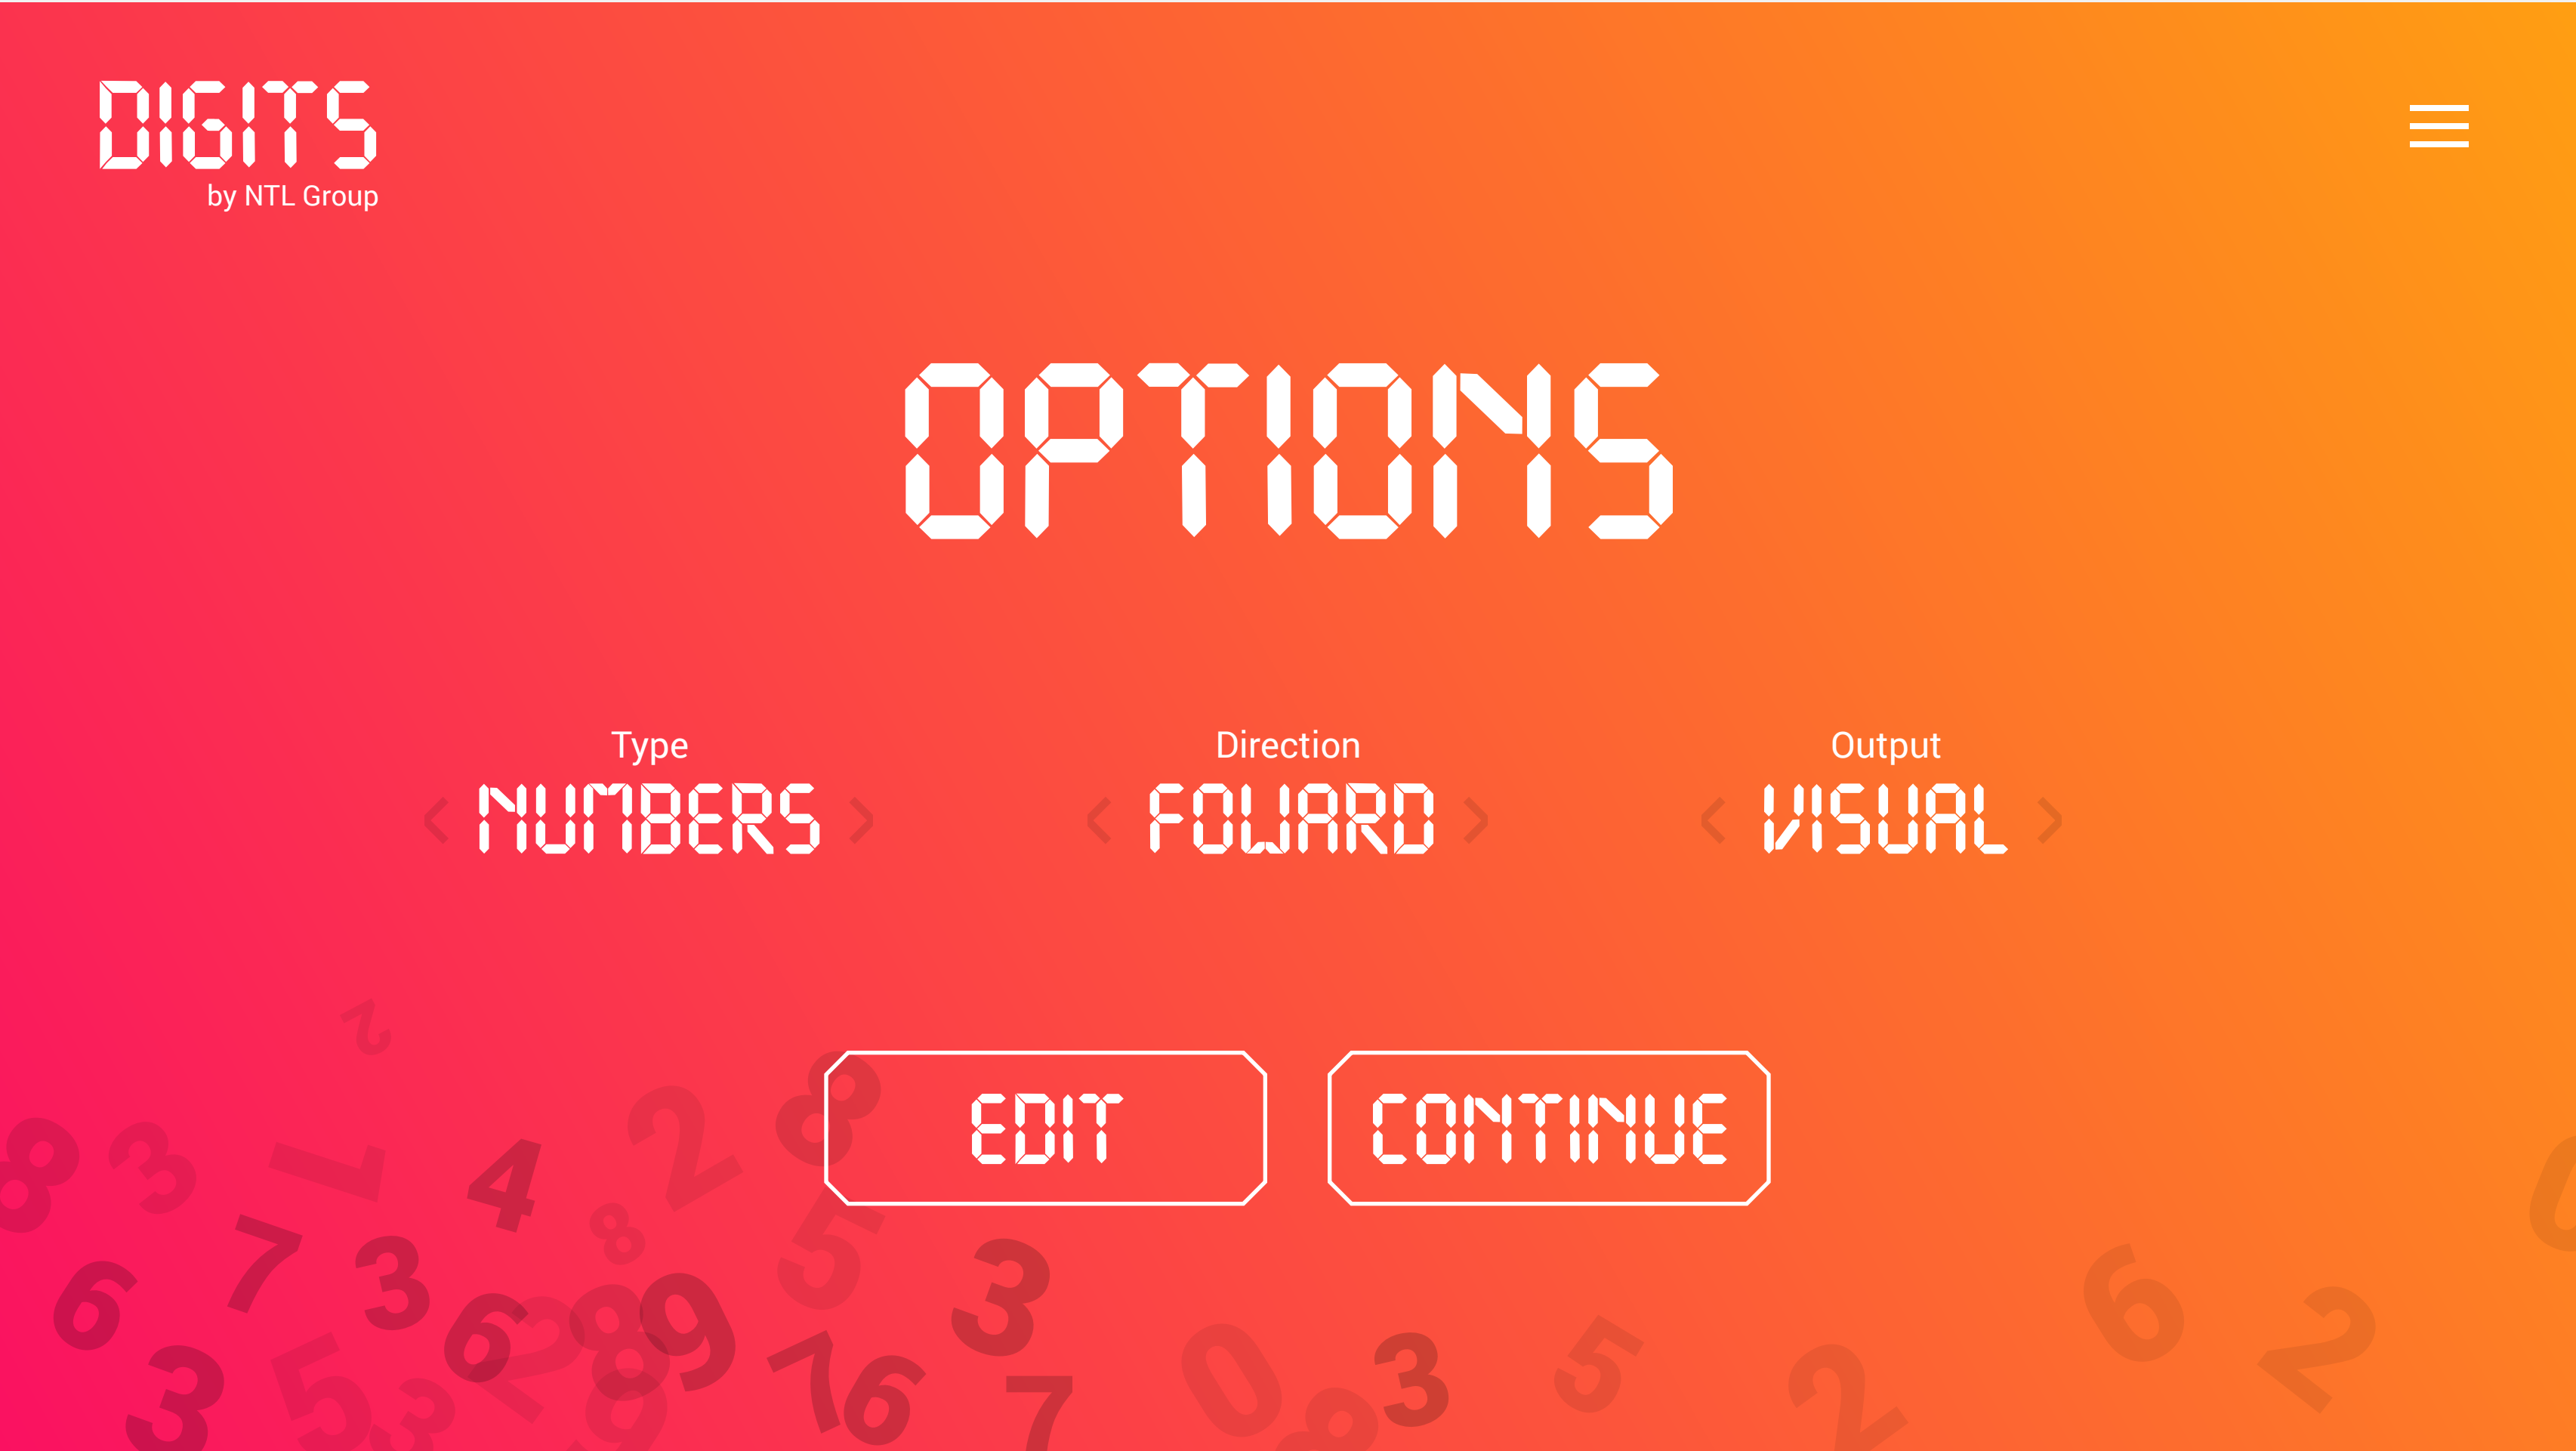 DIGITS
by NTL Group
OPTIONS
Type Direction Output
< NUMBERS > < FOWARD > < VISUAL >
EDIT CONTINUE